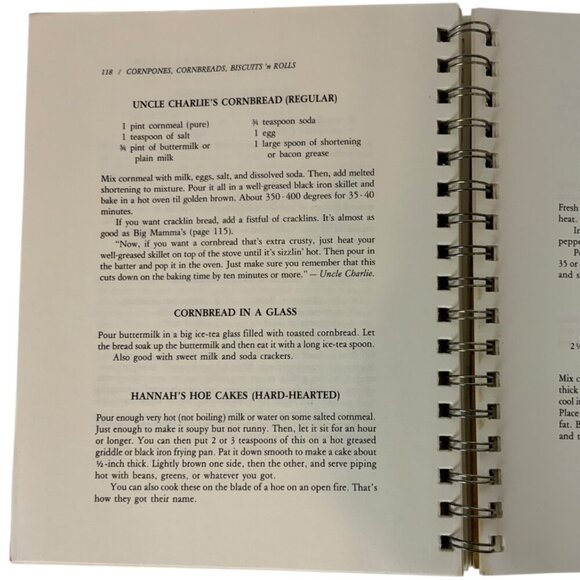 118 / CORNPONES, CORNBREADS, BISCUITS 'n ROLLS
UNCLE CHARLIE'S CORNBREAD (REGULAR)
1 pint cornmeal (pure)
1 teaspoon of salt
¾ pint of buttermilk or
plain milk
¾ teaspoon soda
1 egg
1 large spoon of shortening
or bacon grease
Mix cornmeal with milk, eggs, salt, and dissolved soda. Then, add melted
shortening to mixture. Pour it all in a well-greased black iron skillet and
bake in a hot oven til golden brown. About 350-400 degrees for 35-40
minutes.
If you want cracklin bread, add a fistful of cracklins. It's almost as
good as Big Mamma's (page 115).
"Now, if you want a cornbread that's extra crusty, just heat your
well-greased skillet on top of the stove until it's sizzlin' hot. Then pour in
the batter and pop it in the oven. Just make sure you remember that this
cuts down on the baking time by ten minutes or more." — Uncle Charlie.
CORNBREAD IN A GLASS
Pour buttermilk in a big ice-tea glass filled with toasted cornbread. Let
the bread soak up the buttermilk and then eat it with a long ice-tea spoon.
Also good with sweet milk and soda crackers.
HANNAH'S HOE CAKES (HARD-HEARTED)
Pour enough very hot (not boiling) milk or water on some salted cornmeal.
Just enough to make it soupy but not runny. Then, let it sit for an hour
or longer. You can then put 2 or 3 teaspoons of this on a hot greased
griddle or black iron frying pan. Pat it down smooth to make a cake about
½-inch thick. Lightly brown one side, then the other, and serve piping
hot with beans, greens, or whatever you got.
You can also cook these on the blade of a hoe on an open fire. That's
how they got their name.
Fresh
heat.
In
peppe
Po
35 or
and s
2½
Mix c
thick
cool i
Place
fat. B
and t